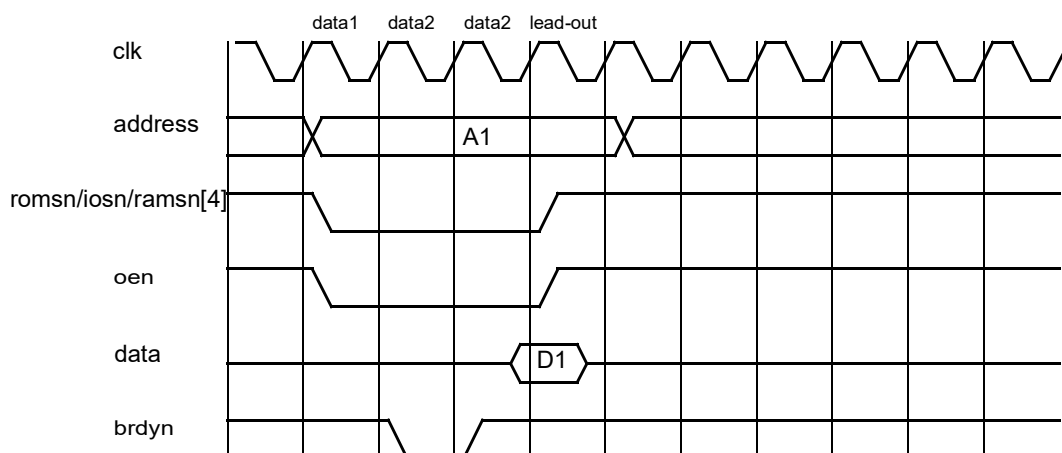 data1 data2 data2 lead-out
clk
address
A1
romsn/iosn/ramsn[4]
oen
data
D1
brdyn